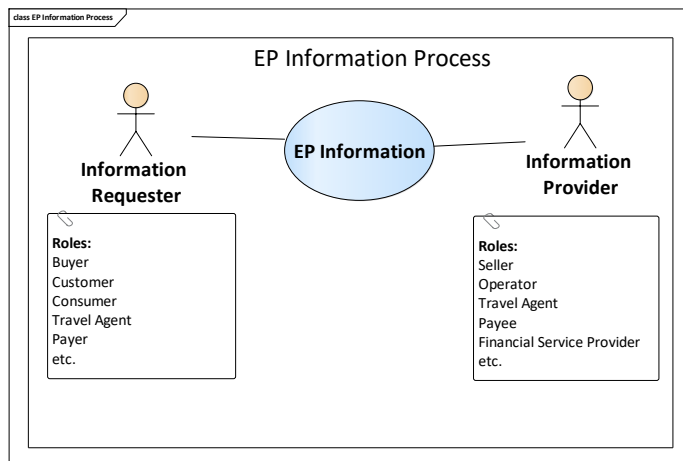 class EP Information Process
EP Information Process
EP Information
Information
Requester
Information
Provider
Roles:
Buyer
Customer
Consumer
Travel Agent
Payer
etc.
Roles:
Seller
Operator
Travel Agent
Payee
Financial Service Provider
etc.